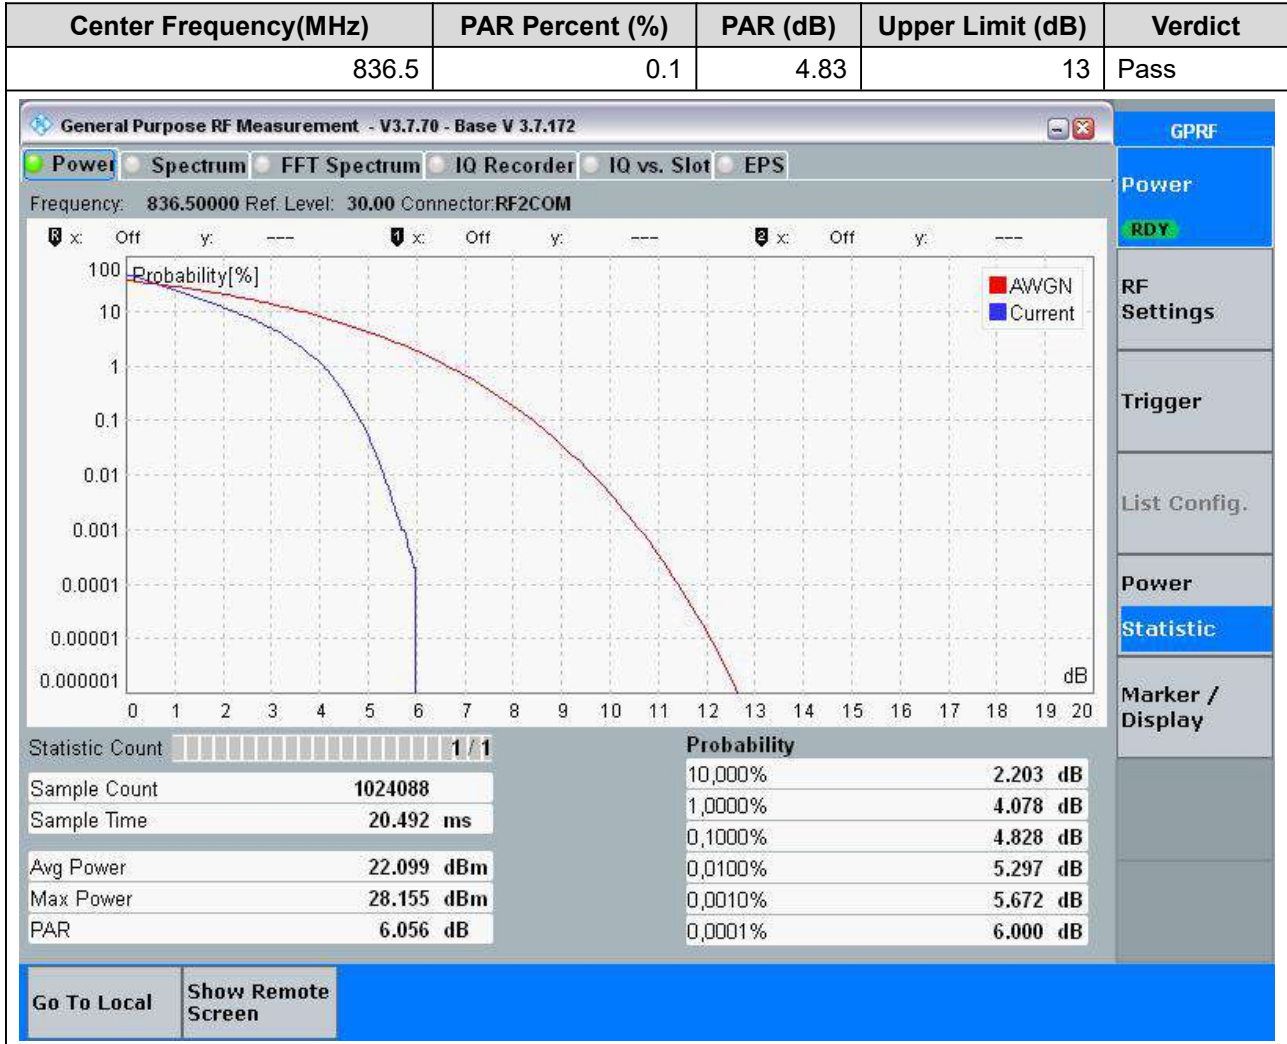 Center Frequency(MHz) PAR Percent (%) PAR (dB) Upper Limit (dB) Verdict
836.5 0.1 4.83 13 Pass
General Purpose RF Measurement - V3.7.70 - Base V 3.7.172
GPRF
Power Spectrum FFT Spectrum IQ Recorder IQ vs. Slot EPS
Frequency: 836.50000 Ref. Level: 30.00 Connector:RF2COM
R x: Off y: --- 1 x: Off y: --- 2 x: Off y: ---
Probability[%]
AWGN
Current
100
10
1
0.1
0.01
0.001
0.0001
0.00001
0.000001
dB
0 1 2 3 4 5 6 7 8 9 10 11 12 13 14 15 16 17 18 19 20
Statistic Count 1 / 1
Sample Count 1024088
Sample Time 20.492 ms
Avg Power 22.099 dBm
Max Power 28.155 dBm
PAR 6.056 dB
Probability
10,000% 2.203 dB
1,0000% 4.078 dB
0,1000% 4.828 dB
0,0100% 5.297 dB
0,0010% 5.672 dB
0,0001% 6.000 dB
Power
RDY
RF
Settings
Trigger
List Config.
Power
Statistic
Marker /
Display
Go To Local
Show Remote
Screen